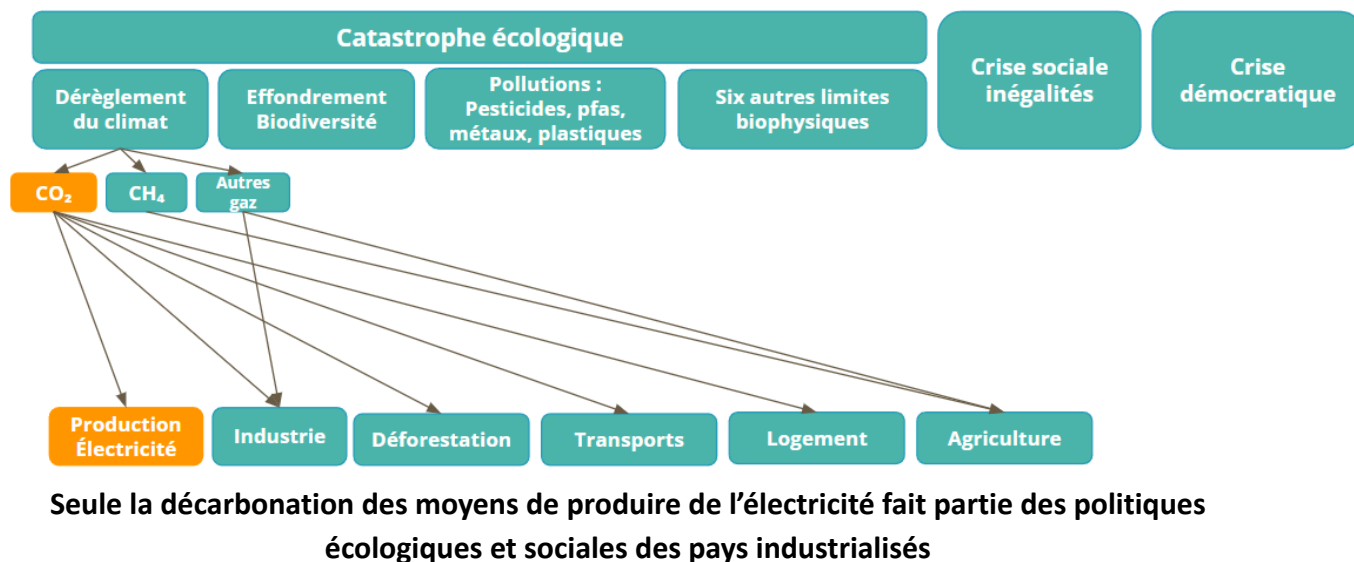 Catastrophe écologique
Crise sociale
inégalités
Crise
démocratique
Dérèglement
du climat
Effondrement
Biodiversité
Pollutions :
Pesticides, pfas,
métaux, plastiques
Six autres limites
biophysiques
CO₂
CH₄
Autres
gaz
Production
Électricité
Industrie
Déforestation
Transports
Logement
Agriculture
Seule la décarbonation des moyens de produire de l’électricité fait partie des politiques
écologiques et sociales des pays industrialisés